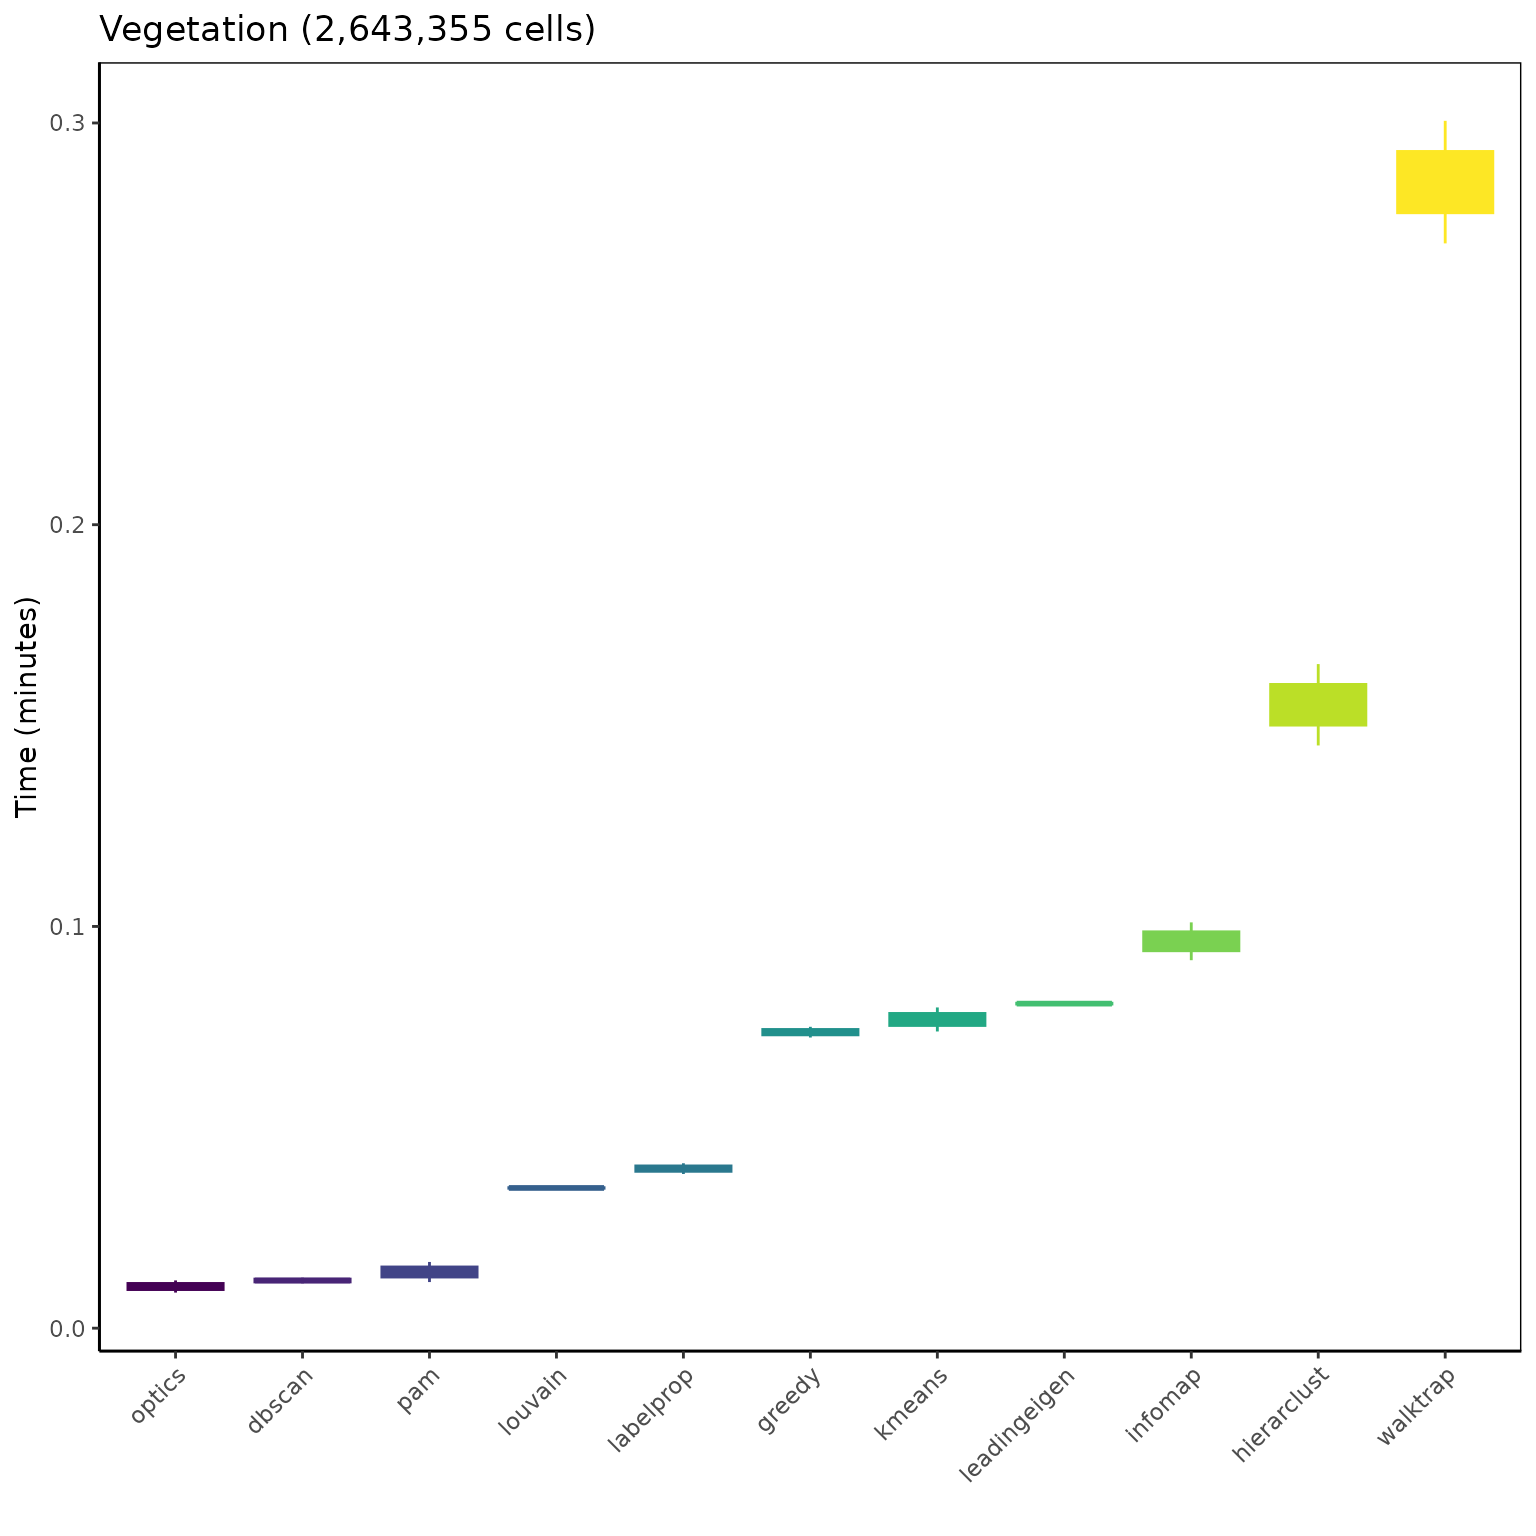 Vegetation (2,643,355 cells)
Time (minutes)
0.3
0.2
0.1
0.0
optics
dbscan
pam
louvain
labelprop
greedy
kmeans
leadingeigen
infomap
hierarclust
walktrap